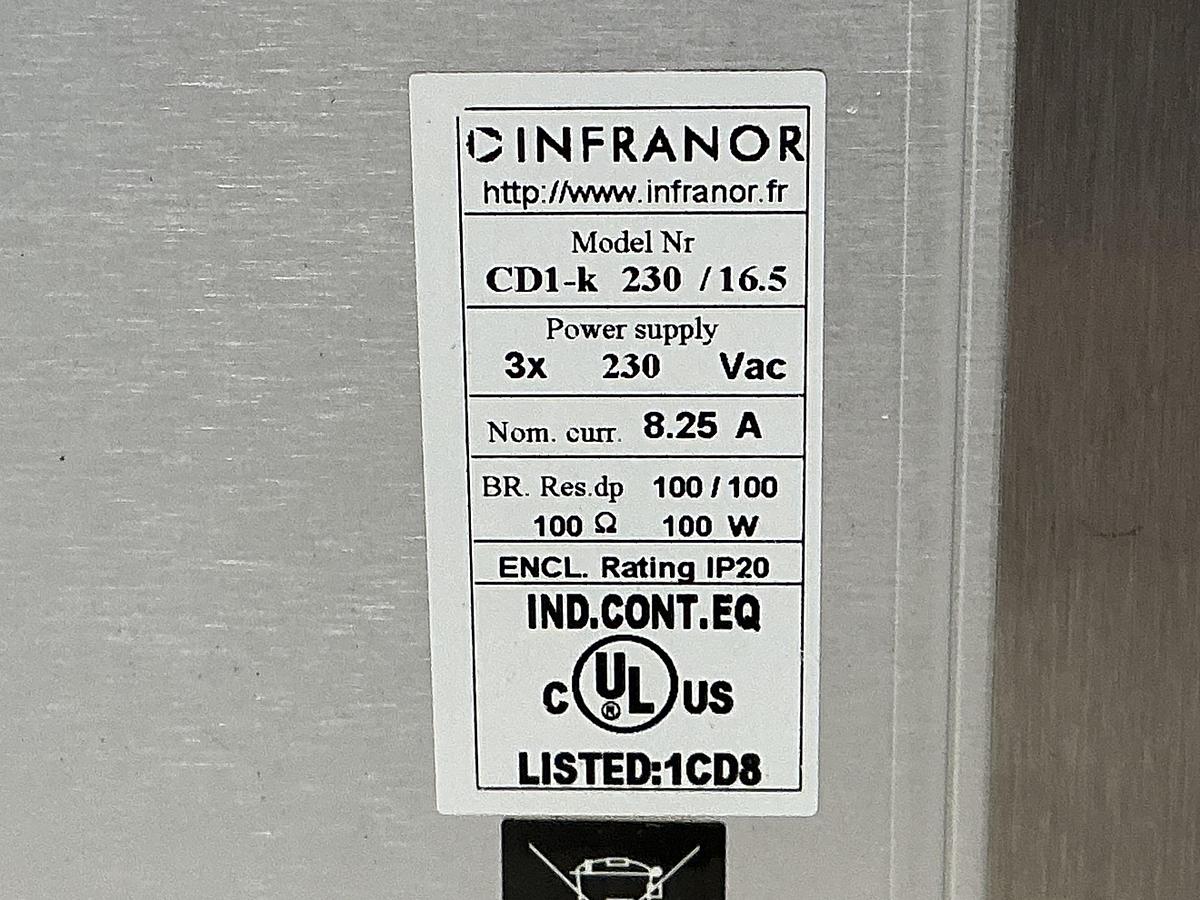 INFRANOR
http://www.infranor.fr
Model Nr
CD1-k 230 /16.5
Power supply
3x 230 Vac
Nom. curr. 8.25 A
BR. Res.dp 100 / 100
100 Ω 100 W
ENCL. Rating IP20
IND.CONT.EQ
C UL® US
LISTED:1CD8